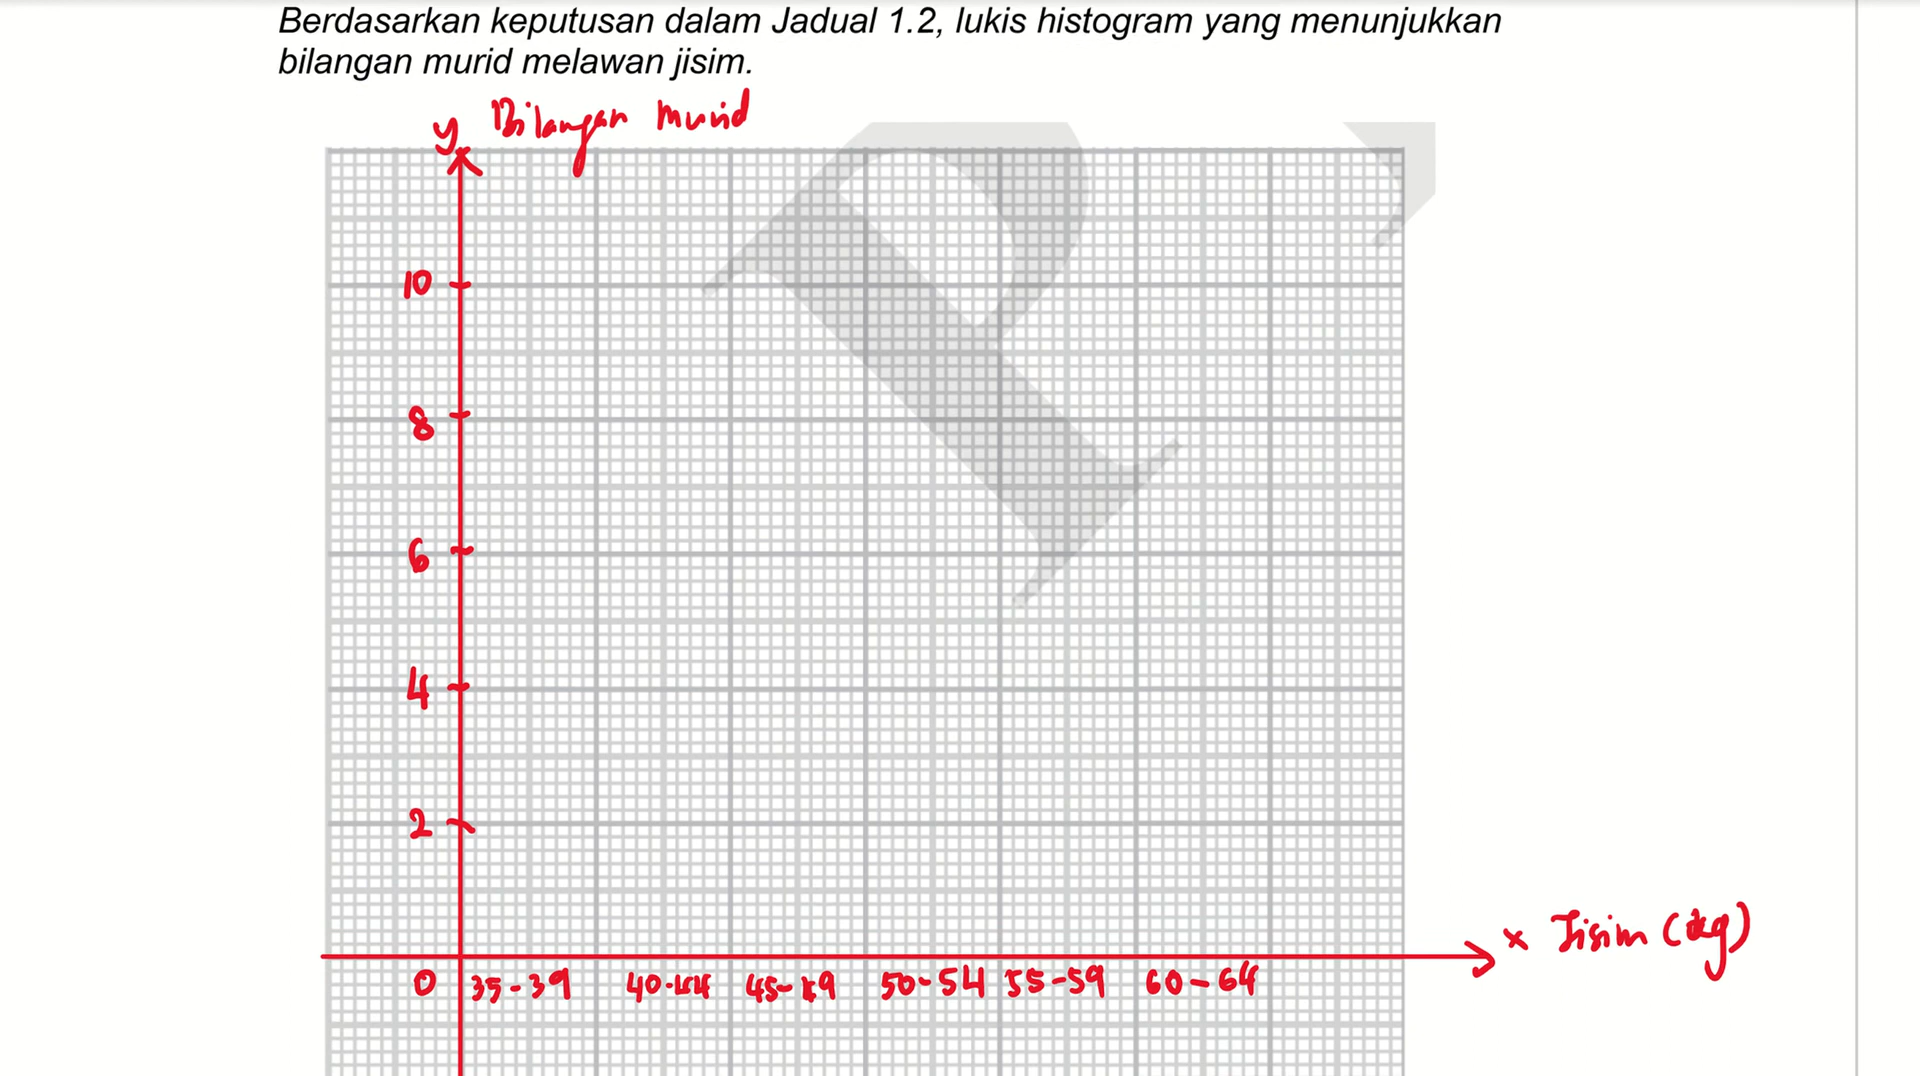 Berdasarkan keputusan dalam Jadual 1.2, lukis histogram yang menunjukkan
bilangan murid melawan jisim.
y Bilangan Murid
10
8
6
4
2
x Jisim (kg)
0 35-39 40-44 45-49 50-54 55-59 60-64